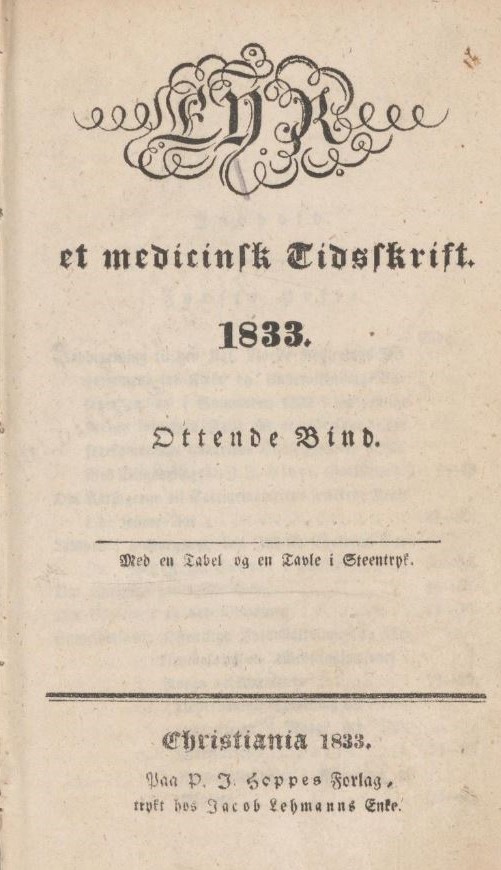 EYR
et medicinsk Tidsskrift.
1833.
Ottende Bind.
Med en Tabel og en Tavle i Steentryk.
Christiania 1833.
Paa P. J. Hoppes Forlag,
trykt hos Jacob Lehmanns Enke.